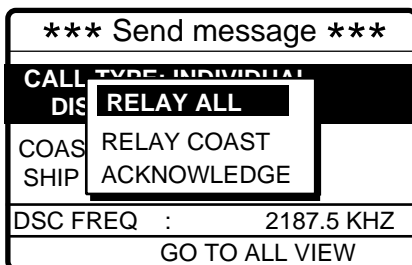 *** Send message ***
CALL TYPE: INDIVIDUAL
DIS
RELAY ALL
COAS
RELAY COAST
SHIP
ACKNOWLEDGE
DSC FREQ : 2187.5 KHZ
GO TO ALL VIEW